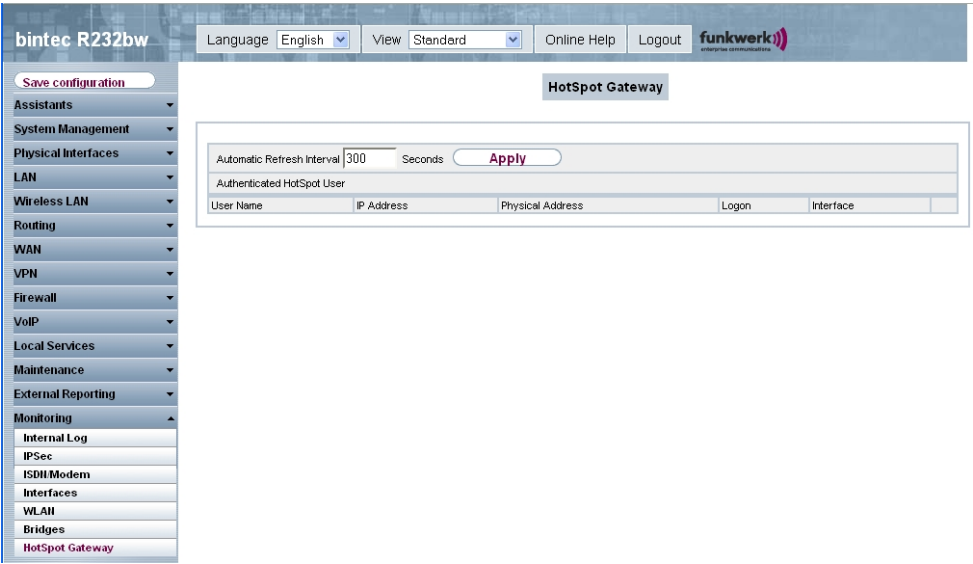 bintec R232bw
Language English View Standard Online Help Logout funkwerk
enterprise communications
Save configuration
Assistants
System Management
Physical Interfaces
LAN
Wireless LAN
Routing
WAN
VPN
Firewall
VoIP
Local Services
Maintenance
External Reporting
Monitoring
Internal Log
IPSec
ISDN/Modem
Interfaces
WLAN
Bridges
HotSpot Gateway
HotSpot Gateway
Automatic Refresh Interval 300 Seconds Apply
Authenticated HotSpot User
User Name IP Address Physical Address Logon Interface